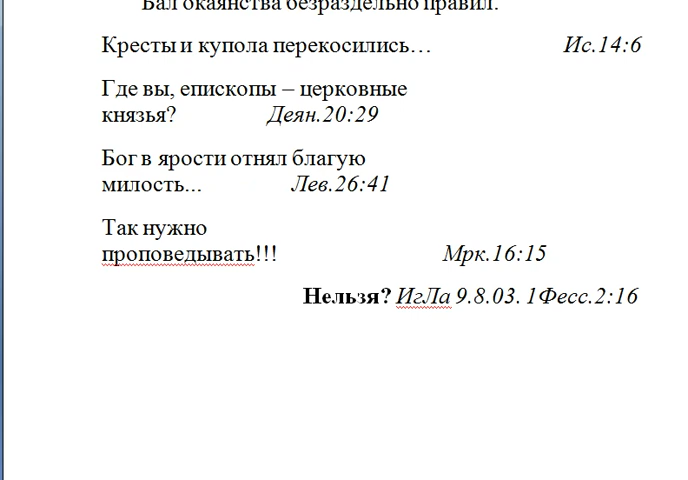 Бал окаянства безраздельно правил.
Кресты и купола перекосились… Ис.14:6
Где вы, епископы – церковные
князья? Деян.20:29
Бог в ярости отнял благую
милость... Лев.26:41
Так нужно
проповедывать!!! Мрк.16:15
Нельзя? ИгЛа 9.8.03. 1Фесс.2:16